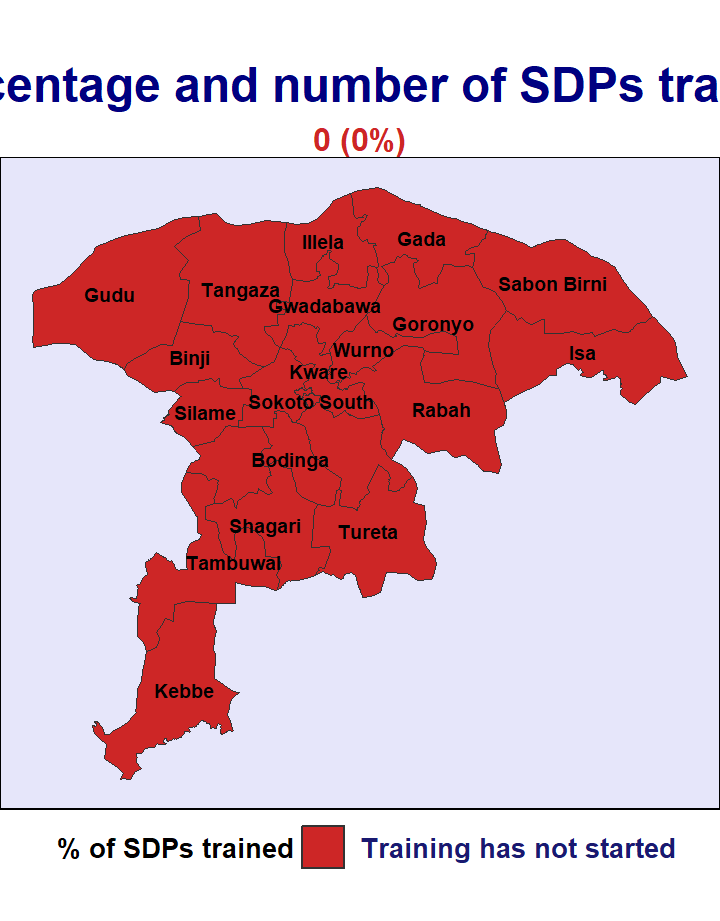 centage and number of SDPs tra
0 (0%)
Illela
Gada
Sabon Birni
Gudu
Tangaza
Gwadabawa
Goronyo
Binji
Wurno
Isa
Kware
Silame
Sokoto South
Rabah
Bodinga
Shagari
Tureta
Tambuwal
Kebbe
% of SDPs trained
Training has not started